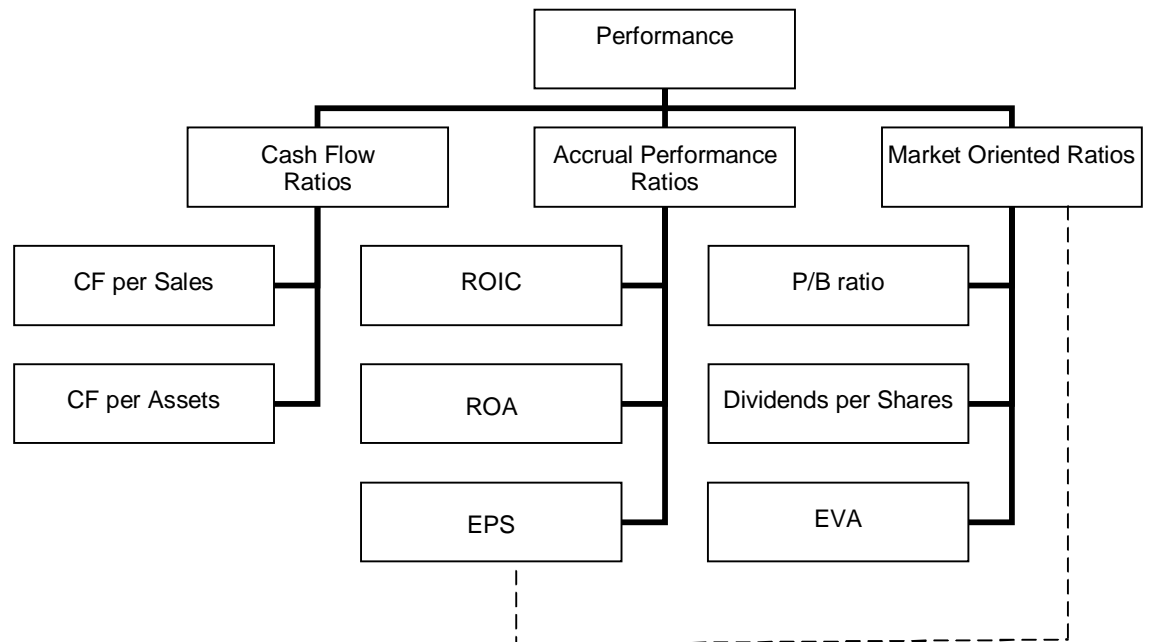 Performance
Cash Flow
Ratios
Accrual Performance
Ratios
Market Oriented Ratios
CF per Sales
ROIC
P/B ratio
CF per Assets
ROA
Dividends per Shares
EPS
EVA